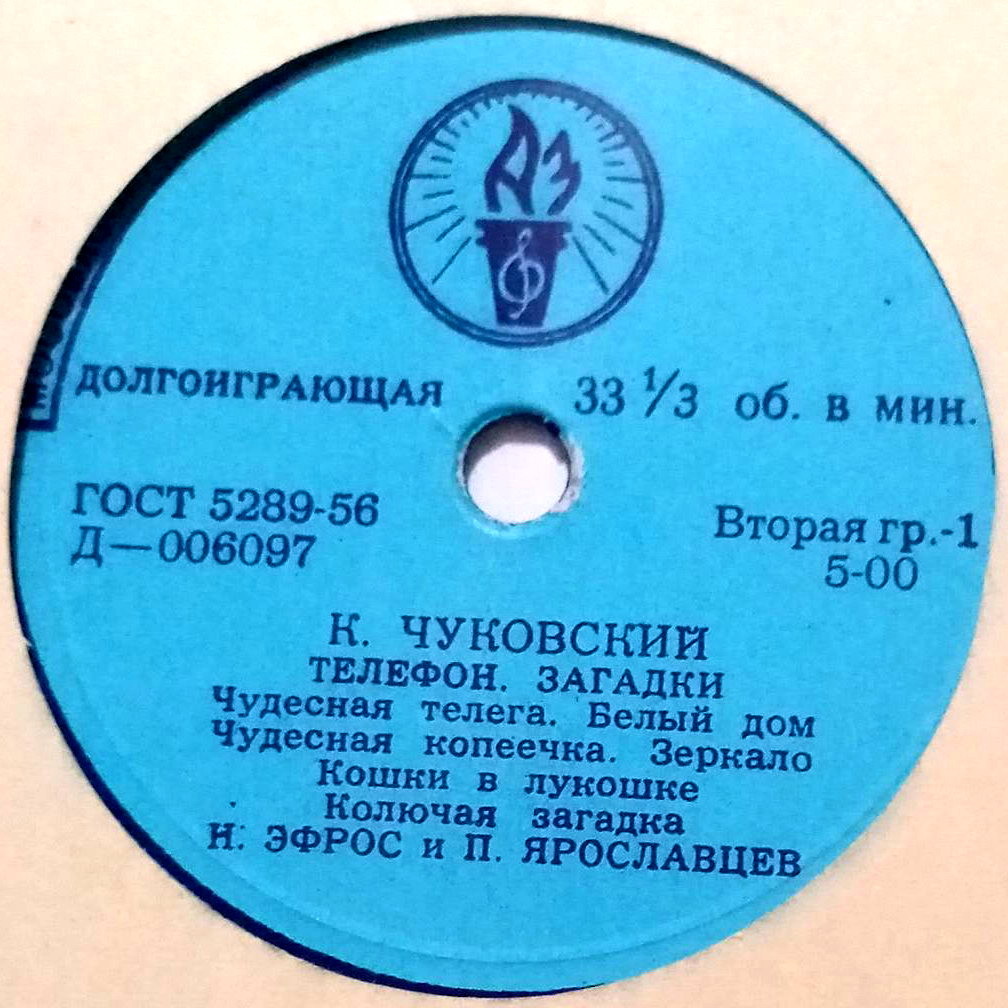 АЗ
ДОЛГОИГРАЮЩАЯ 33 1/3 об. в мин.
ГОСТ 5289-56
Д—006097
Вторая гр.-1
5-00
К. ЧУКОВСКИЙ
ТЕЛЕФОН. ЗАГАДКИ
Чудесная телега. Белый дом
Чудесная копеечка. Зеркало
Кошки в лукошке
Колючая загадка
Н. ЭФРОС и П. ЯРОСЛАВЦЕВ